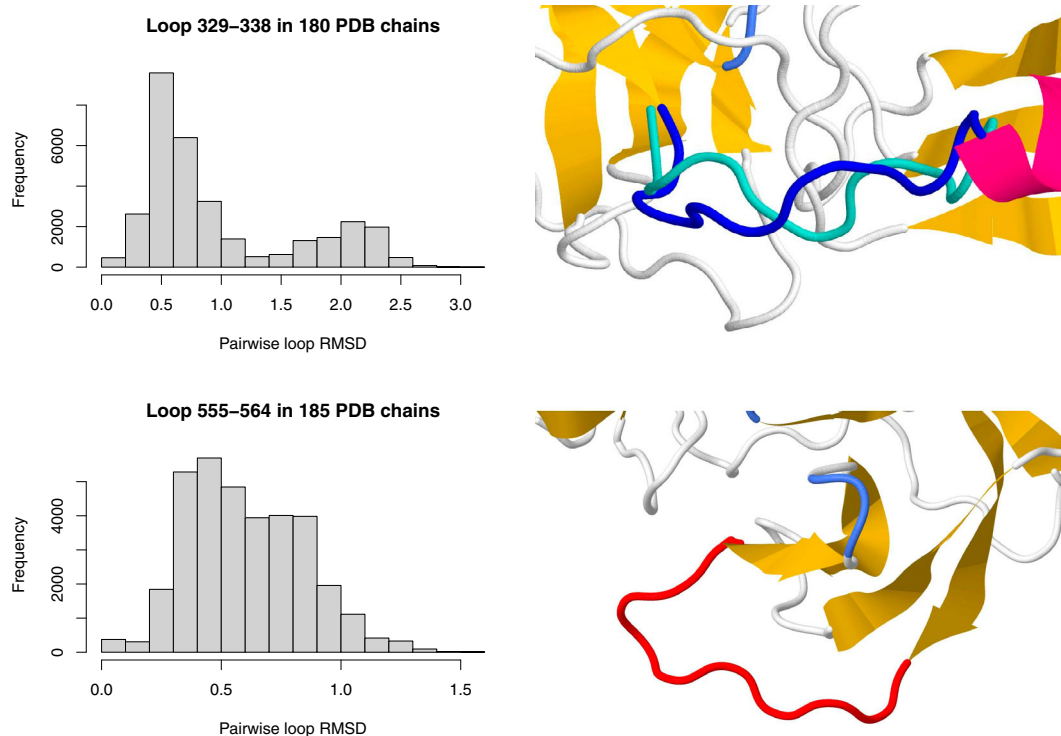 Loop 329−338 in 180 PDB chains
Frequency
6000
2000
0
0.0 0.5 1.0 1.5 2.0 2.5 3.0
Pairwise loop RMSD
Loop 555−564 in 185 PDB chains
Frequency
4000
2000
0
0.0 0.5 1.0 1.5
Pairwise loop RMSD